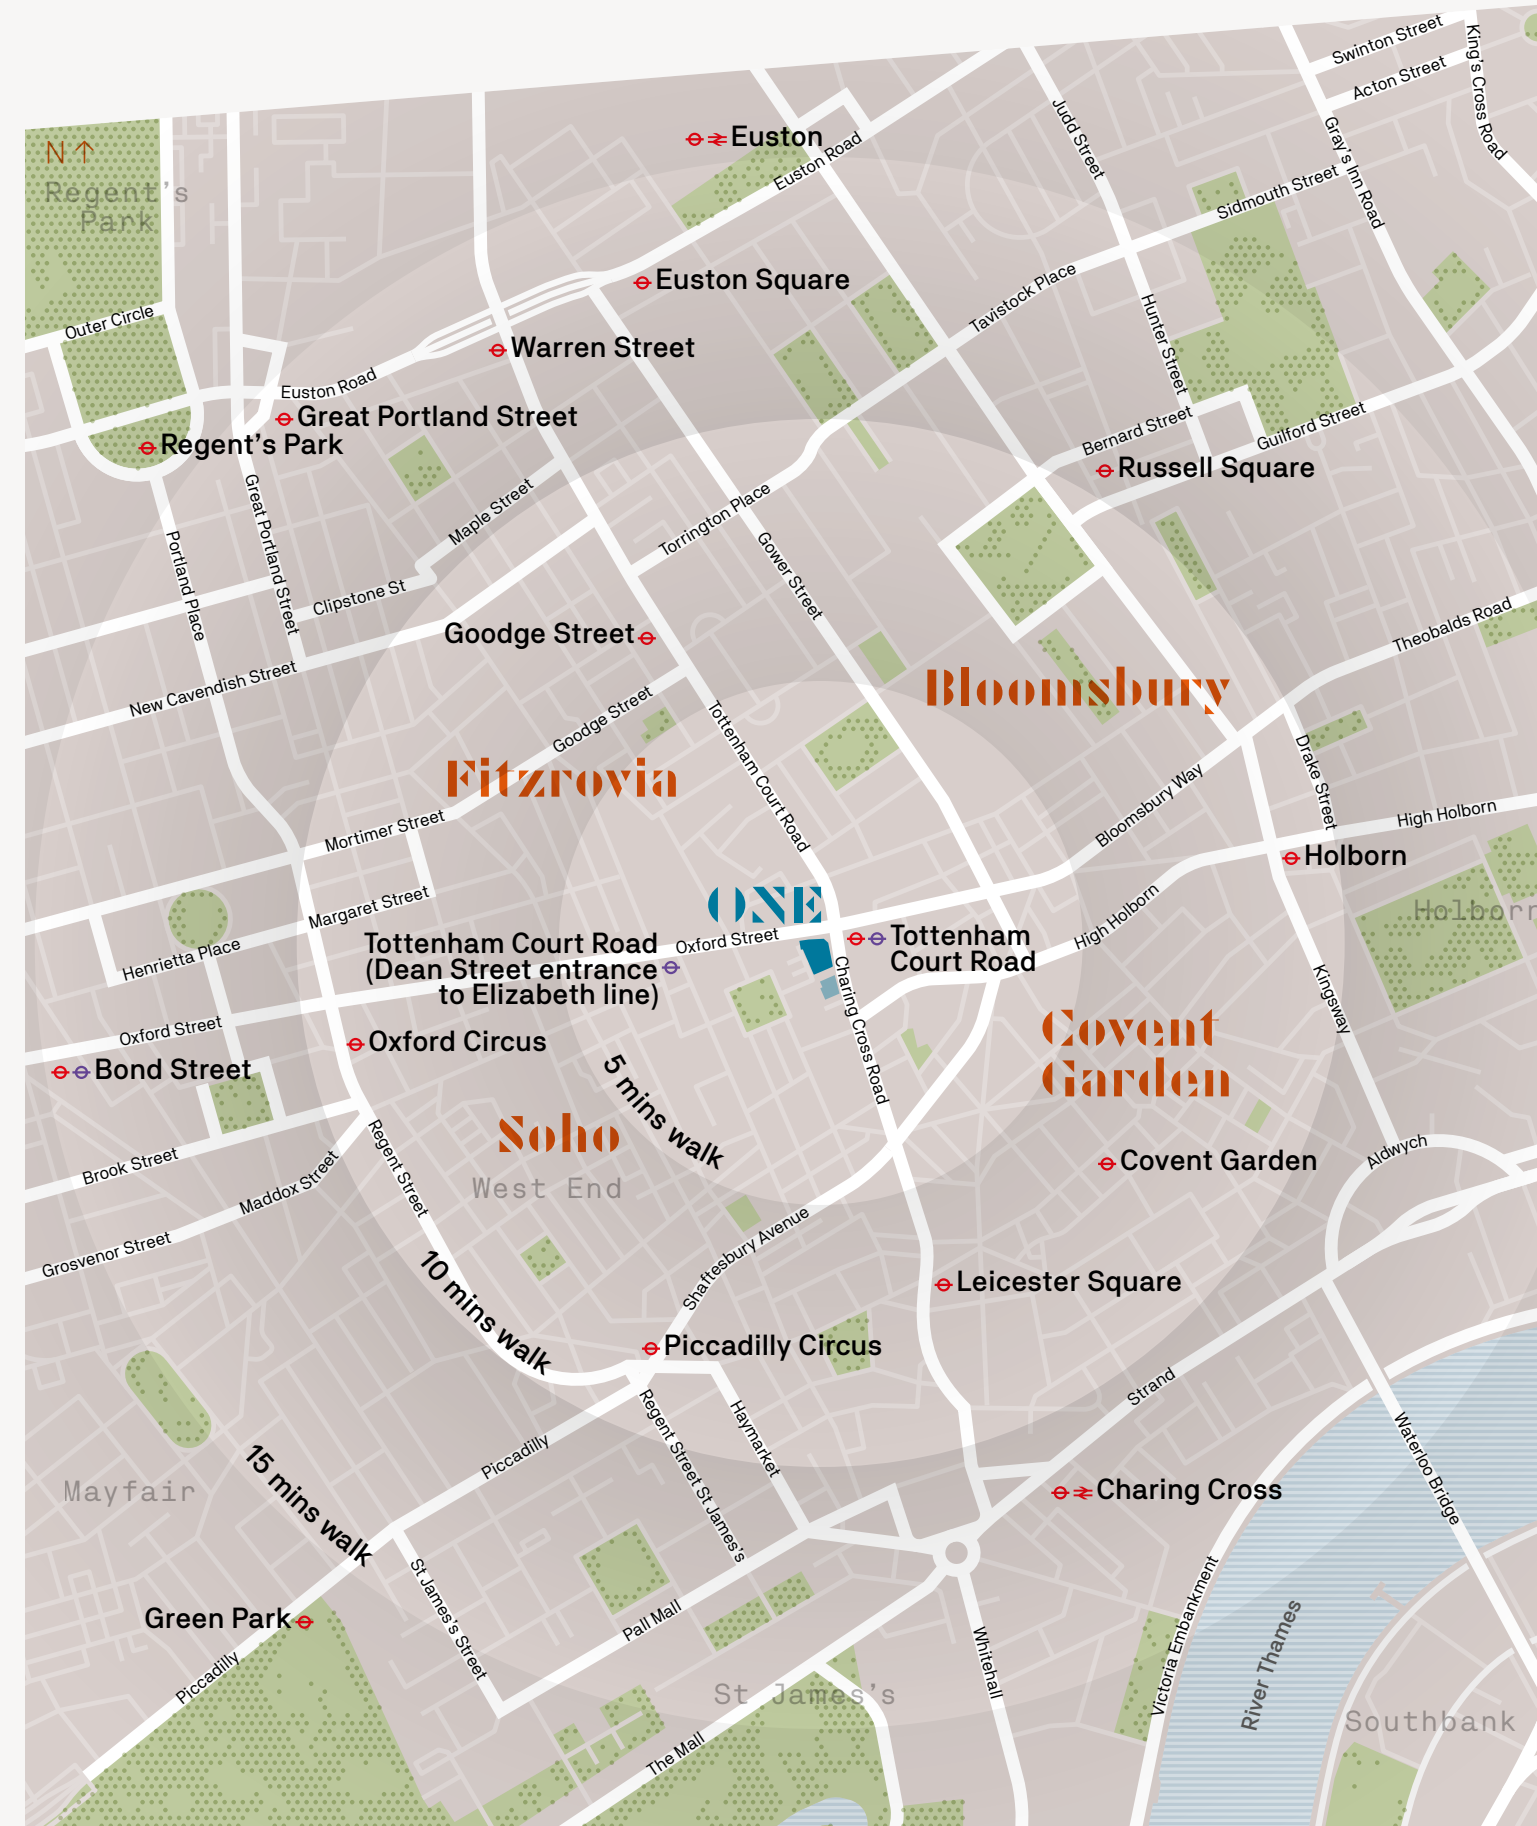 Swinton Street
King's Cross Road
Acton Street
Judd Street
Gray's Inn Road
Euston
Euston Road
N ↑
Regent's
Park
Sidmouth Street
Euston Square
Tavistock Place
Hunter Street
Outer Circle
Warren Street
Euston Road
Great Portland Street
Regent's Park
Bernard Street
Guilford Street
Russell Square
Great Portland Street
Maple Street
Torrington Place
Portland Place
Gower Street
Clipstone St
Goodge Street
Theobalds Road
New Cavendish Street
Bloomsbury
Goodge Street
Tottenham Court Road
Fitzrovia
Drake Street
Bloomsbury Way
Mortimer Street
High Holborn
Holborn
ONE
Margaret Street
Holborn
High Holborn
Tottenham Court Road
(Dean Street entrance
to Elizabeth line)
Oxford Street
Tottenham
Court Road
Henrietta Place
Charing Cross Road
Kingsway
Oxford Street
Oxford Circus
Covent
Garden
Bond Street
5 mins walk
Soho
West End
Brook Street
Maddox Street
Regent Street
Covent Garden
Aldwych
Grosvenor Street
Shaftesbury Avenue
10 mins walk
Leicester Square
Piccadilly Circus
Strand
Regent Street St James's
Haymarket
Waterloo Bridge
Piccadilly
15 mins walk
Mayfair
Charing Cross
St James's Street
Victoria Embankment
Green Park
Pall Mall
River Thames
Whitehall
Piccadilly
St James's
Southbank
The Mall